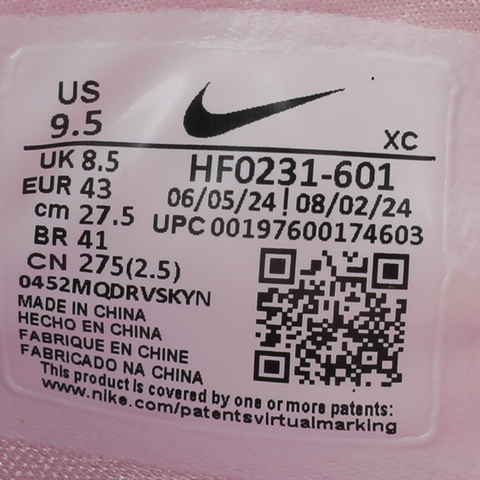 US
9.5
XC
UK 8.5
EUR 43
cm 27.5
BR 41
CN 275(2.5)
HF0231-601
06/05/24 | 08/02/24
UPC 00197600174603
0452MQDRVSKYN
MADE IN CHINA
HECHO EN CHINA
FABRIQUE EN CHINE
FABRICADO NA CHINA
This product is covered by one or more patents:
www.nike.com/patentsvirtualmarking